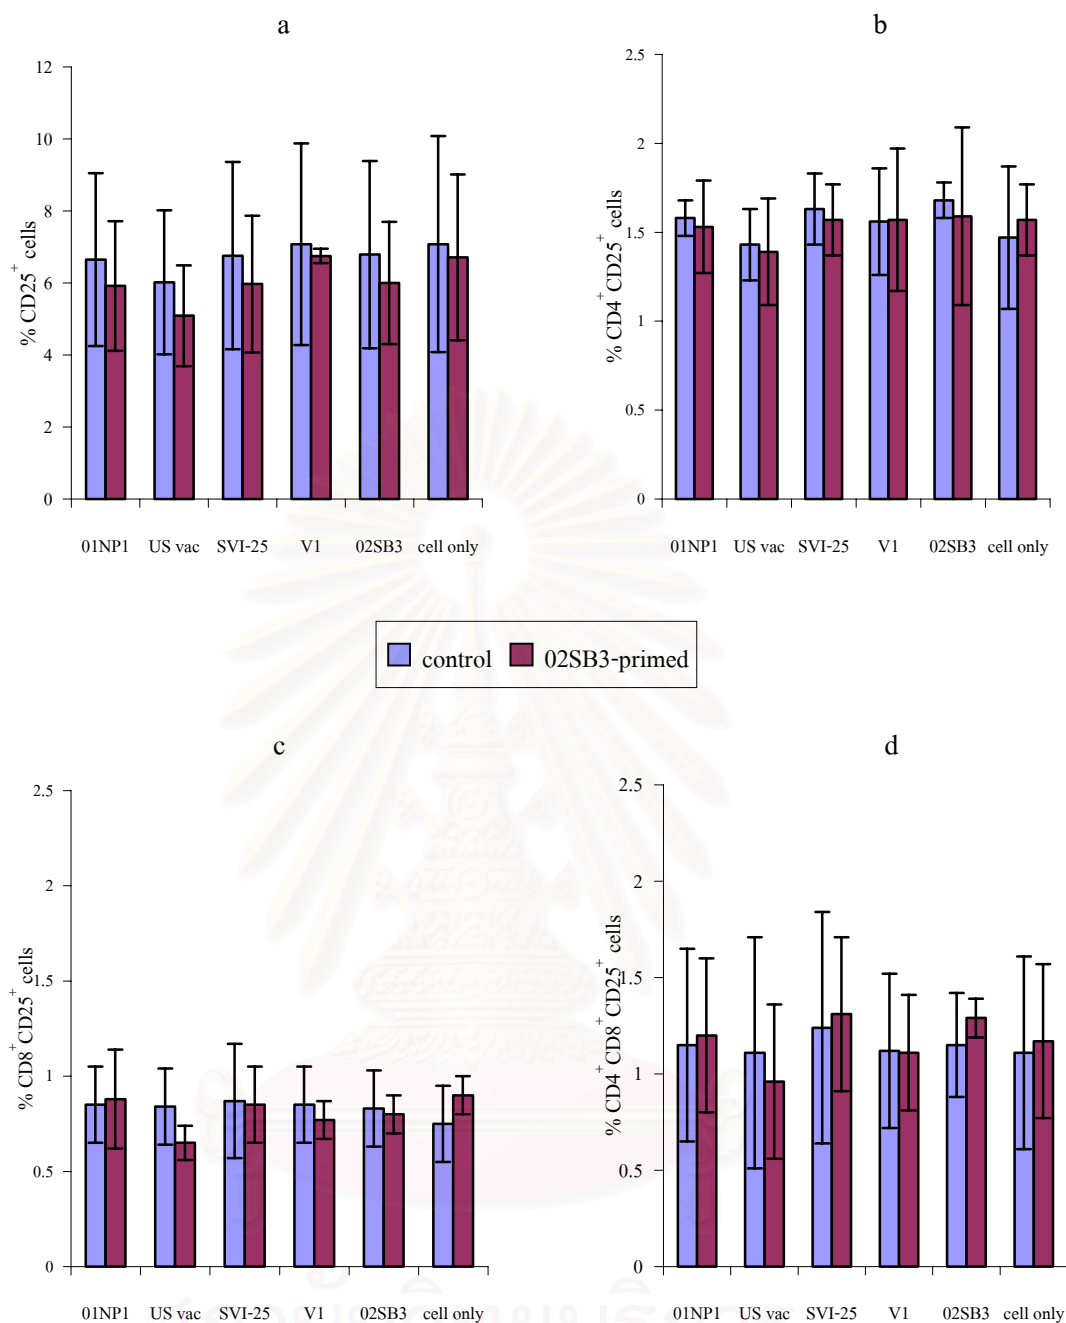 a
12
10
8
6
4
2
0
% CD25⁺ cells
01NP1 US vac SVI-25 V1 02SB3 cell only
b
2.5
2
1.5
1
0.5
0
% CD4⁺ CD25⁺ cells
01NP1 US vac SVI-25 V1 02SB3 cell only
control 02SB3-primed
c
2.5
2
1.5
1
0.5
0
% CD8⁺ CD25⁺ cells
01NP1 US vac SVI-25 V1 02SB3 cell only
d
2.5
2
1.5
1
0.5
0
% CD4⁺ CD8⁺ CD25⁺ cells
01NP1 US vac SVI-25 V1 02SB3 cell only